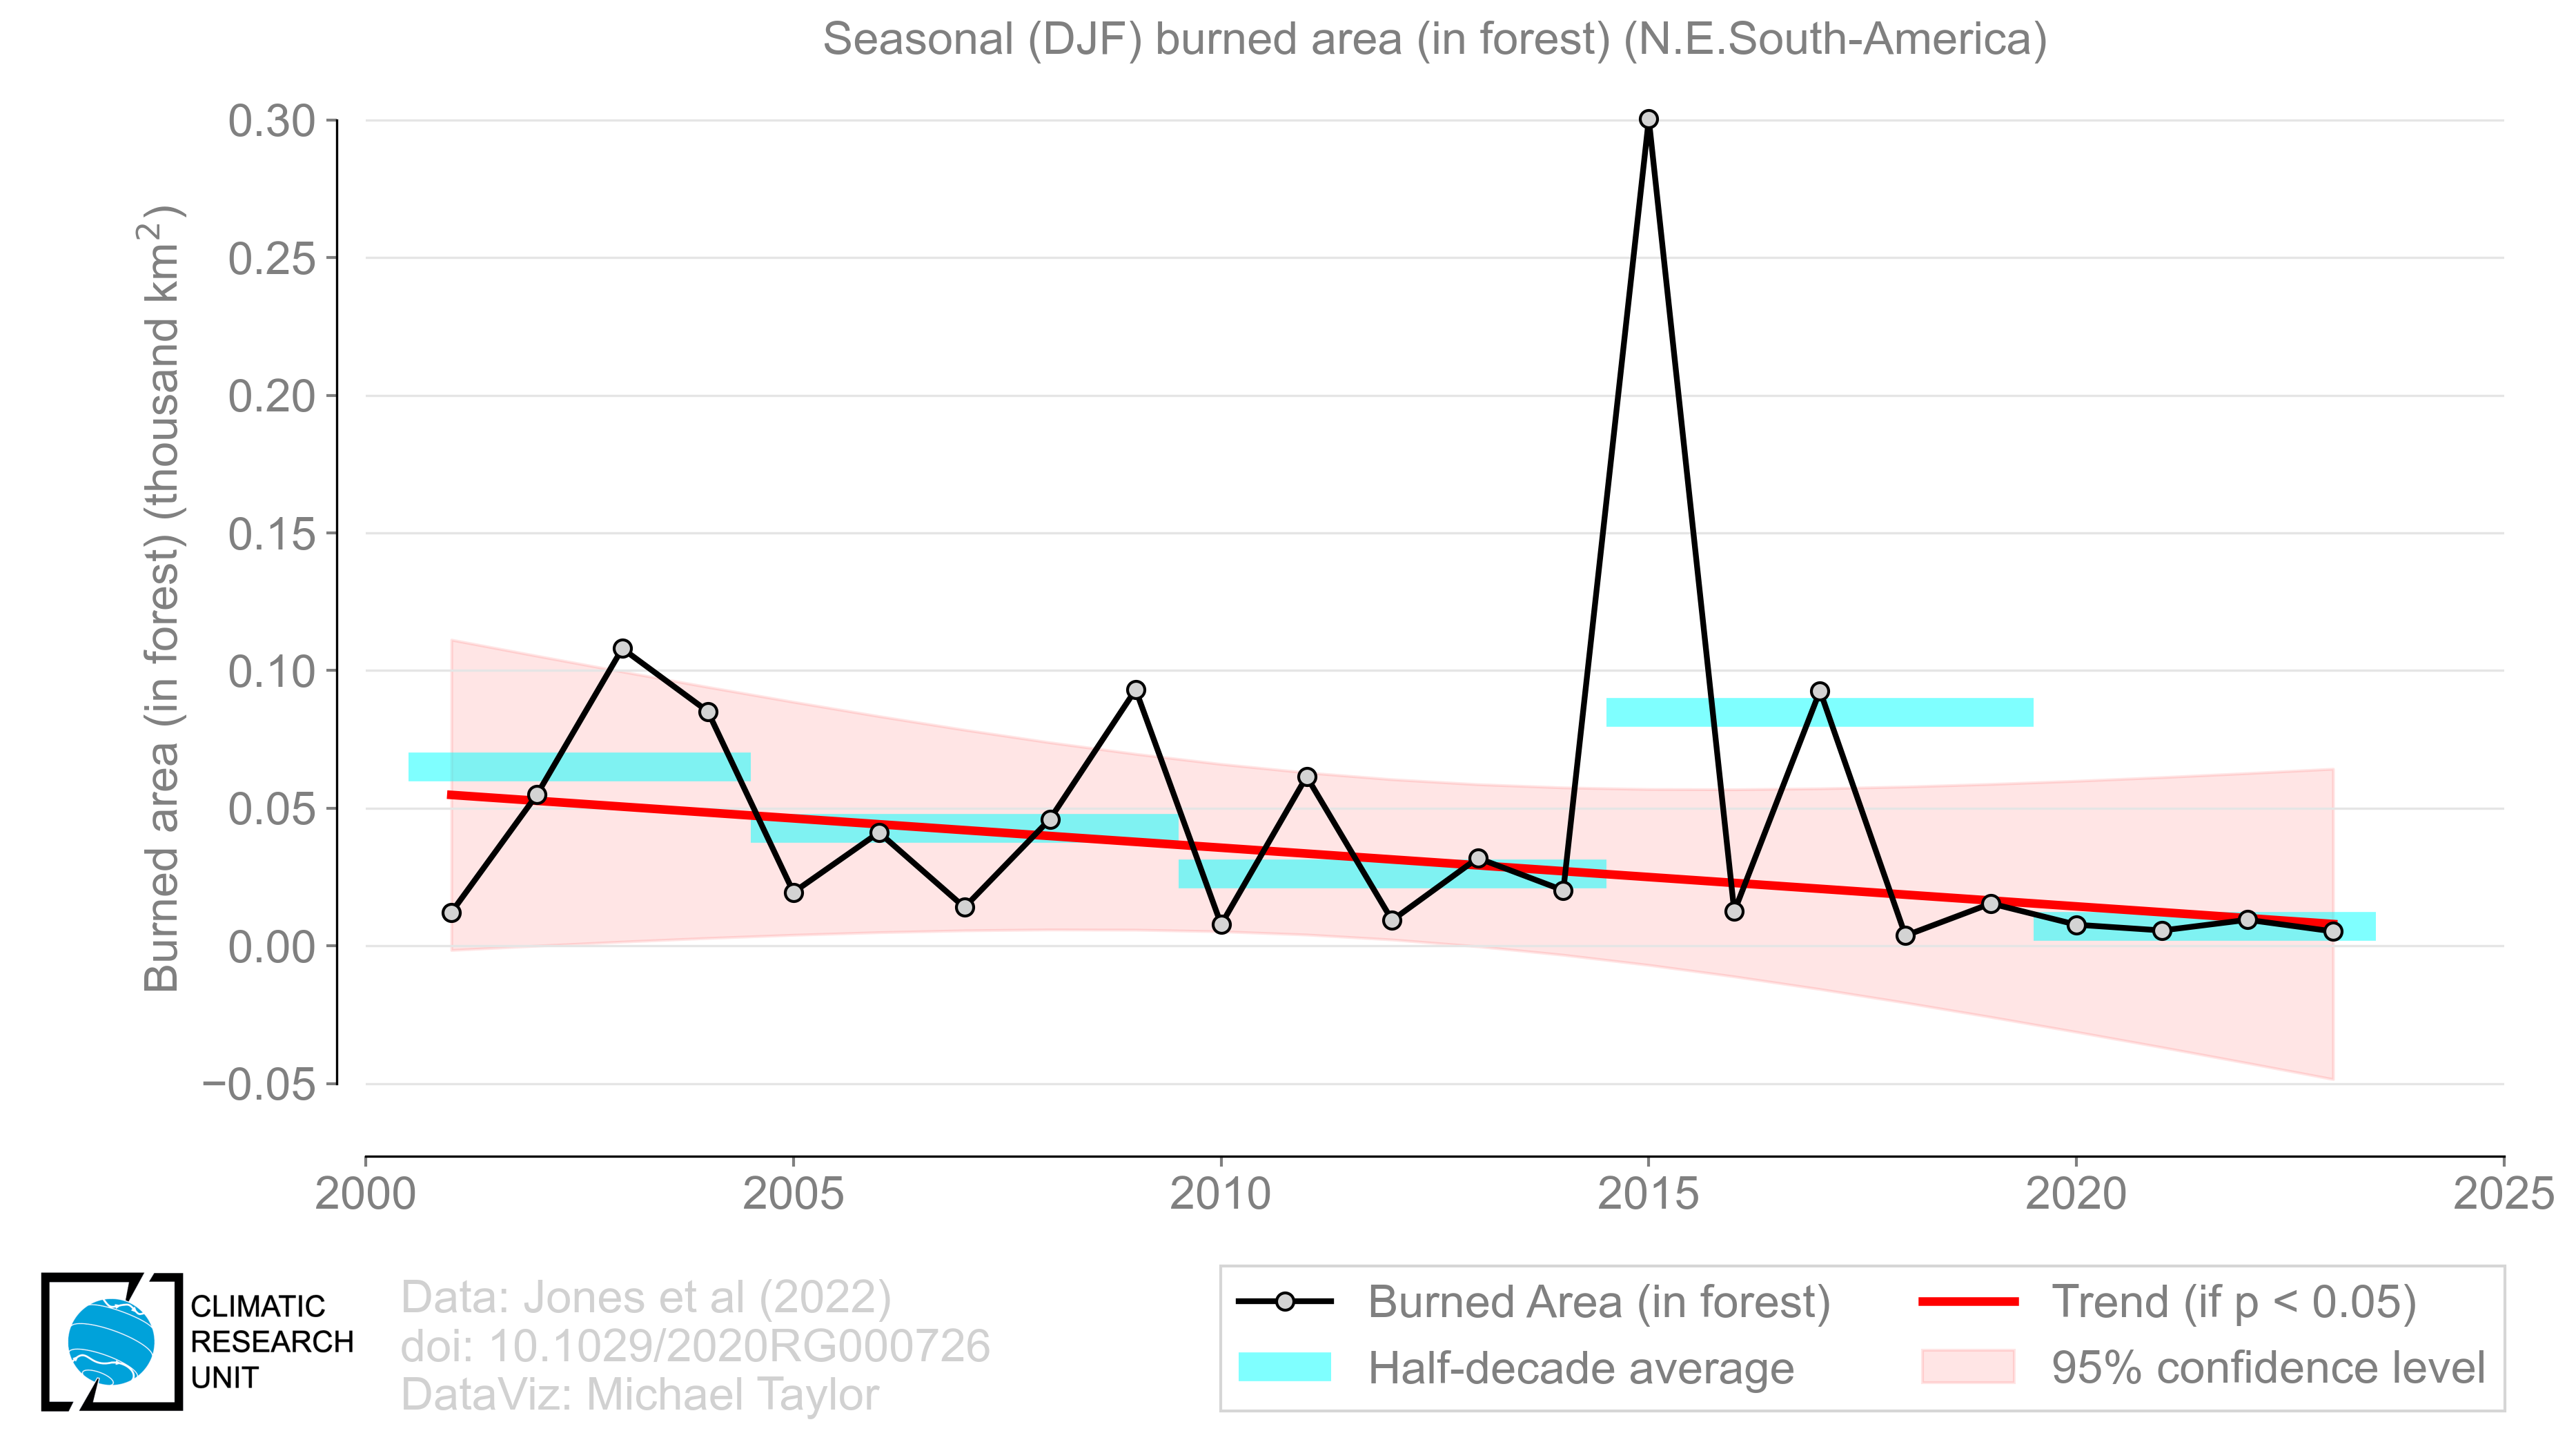 Seasonal (DJF) burned area (in forest) (N.E.South-America)
Burned area (in forest) (thousand km²)
0.30
0.25
0.20
0.15
0.10
0.05
0.00
−0.05
2000 2005 2010 2015 2020 2025
CLIMATIC
RESEARCH
UNIT
Data: Jones et al (2022)
doi: 10.1029/2020RG000726
DataViz: Michael Taylor
Burned Area (in forest)
Half-decade average
Trend (if p < 0.05)
95% confidence level